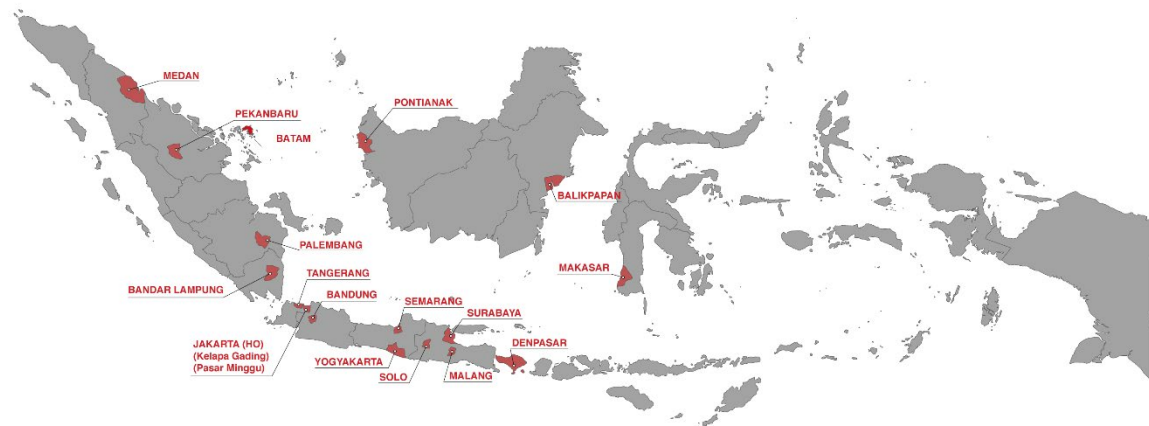 MEDAN
PEKANBARU
BATAM
PONTIANAK
BALIKPAPAN
PALEMBANG
BANDAR LAMPUNG
MAKASAR
TANGERANG
BANDUNG
SEMARANG
SURABAYA
JAKARTA (HO)
(Kelapa Gading)
(Pasar Minggu)
YOGYAKARTA
SOLO
MALANG
DENPASAR